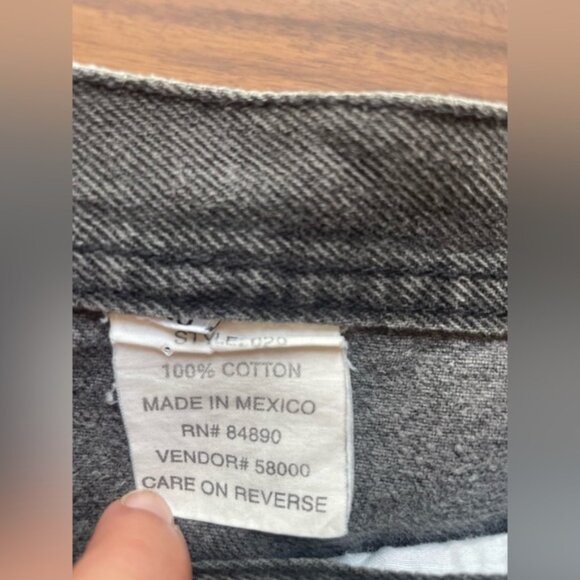 STYLE: 029
100% COTTON
MADE IN MEXICO
RN# 84890
VENDOR# 58000
CARE ON REVERSE